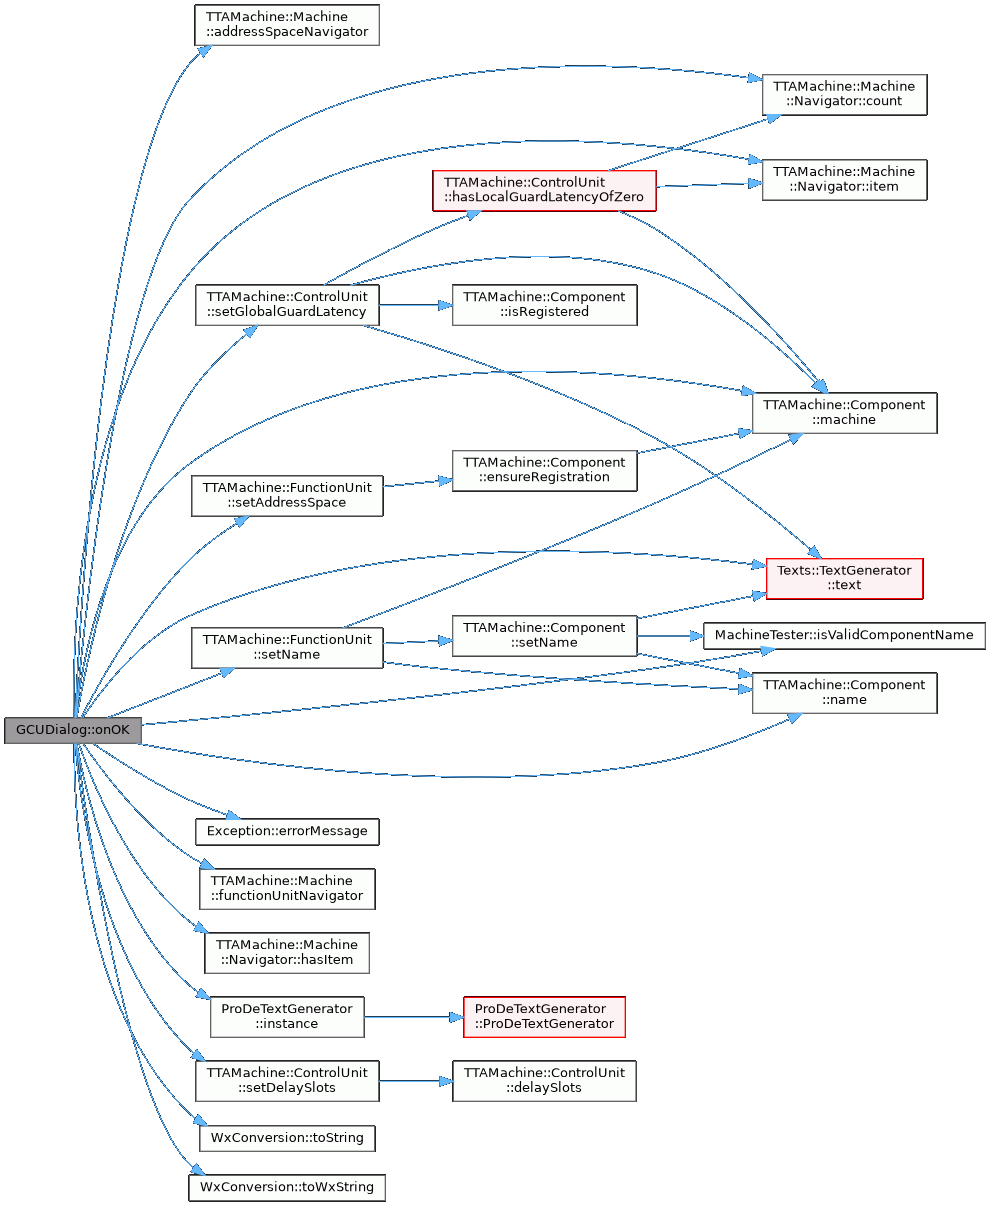 TTAMachine::Machine
::addressSpaceNavigator
TTAMachine::Machine
::Navigator::count
TTAMachine::Machine
::Navigator::item
TTAMachine::ControlUnit
::hasLocalGuardLatencyOfZero
TTAMachine::ControlUnit
::setGlobalGuardLatency
TTAMachine::Component
::isRegistered
TTAMachine::Component
::machine
TTAMachine::Component
::ensureRegistration
TTAMachine::FunctionUnit
::setAddressSpace
Texts::TextGenerator
::text
TTAMachine::FunctionUnit
::setName
TTAMachine::Component
::setName
MachineTester::isValidComponentName
TTAMachine::Component
::name
GCUDialog::onOK
Exception::errorMessage
TTAMachine::Machine
::functionUnitNavigator
TTAMachine::Machine
::Navigator::hasItem
ProDeTextGenerator
::instance
ProDeTextGenerator
::ProDeTextGenerator
TTAMachine::ControlUnit
::setDelaySlots
TTAMachine::ControlUnit
::delaySlots
WxConversion::toString
WxConversion::toWxString